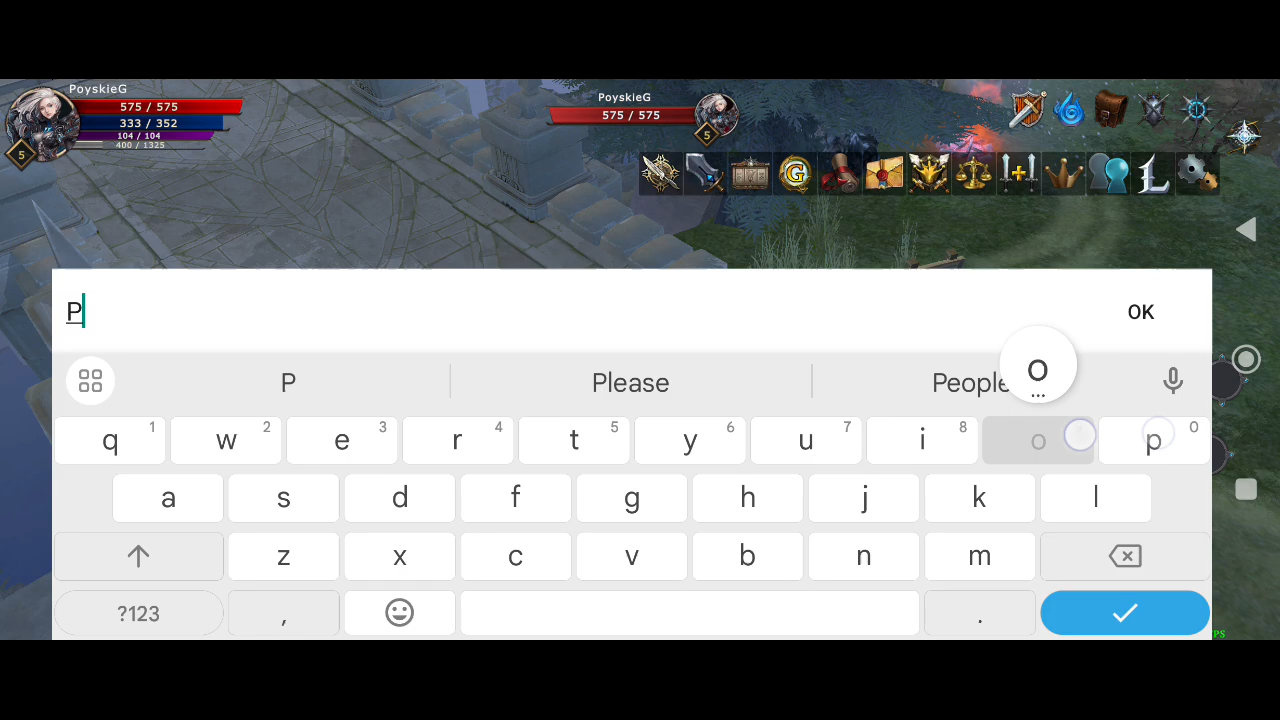 PoyskieG
575 / 575
333 / 352
104 / 104
400 / 1325
5
PoyskieG
575 / 575
5
G
L
P
OK
P
Please
People
o
...
q 1 w 2 e 3 r 4 t 5 y 6 u 7 i 8 o p 0
a s d f g h j k l
z x c v b n m
?123 , .
PS